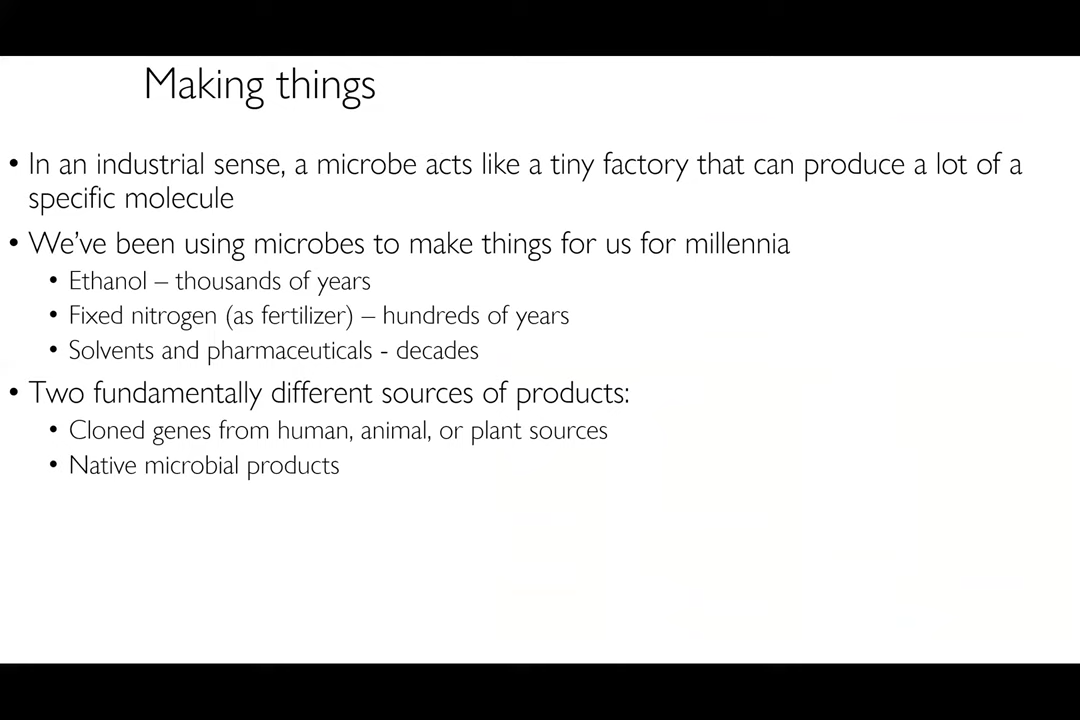 Making things
• In an industrial sense, a microbe acts like a tiny factory that can produce a lot of a
specific molecule
• We've been using microbes to make things for us for millennia
• Ethanol – thousands of years
• Fixed nitrogen (as fertilizer) – hundreds of years
• Solvents and pharmaceuticals - decades
• Two fundamentally different sources of products:
• Cloned genes from human, animal, or plant sources
• Native microbial products